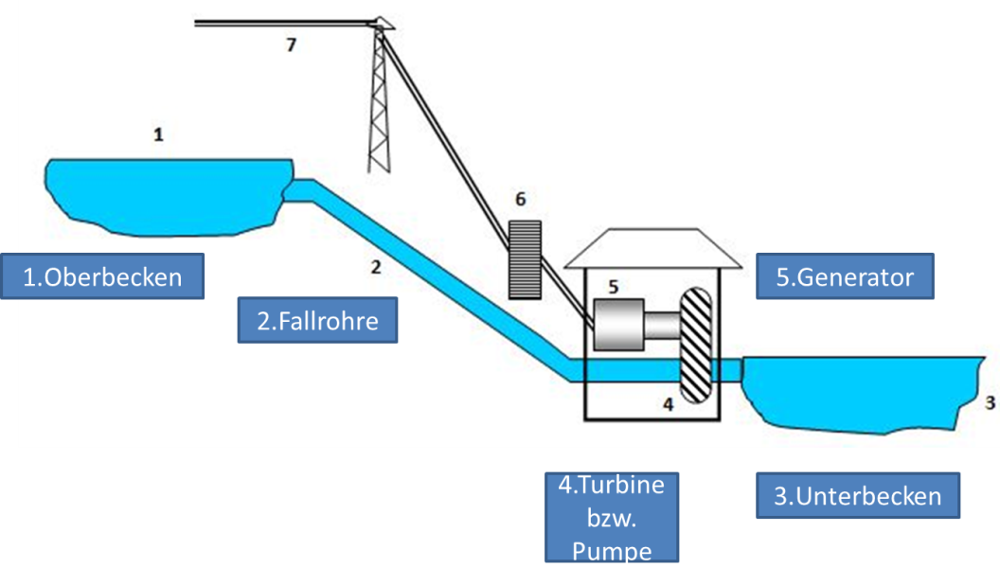 7
1
6
2
1.Oberbecken
5
5.Generator
2.Fallrohre
4
3
4.Turbine
bzw.
Pumpe
3.Unterbecken